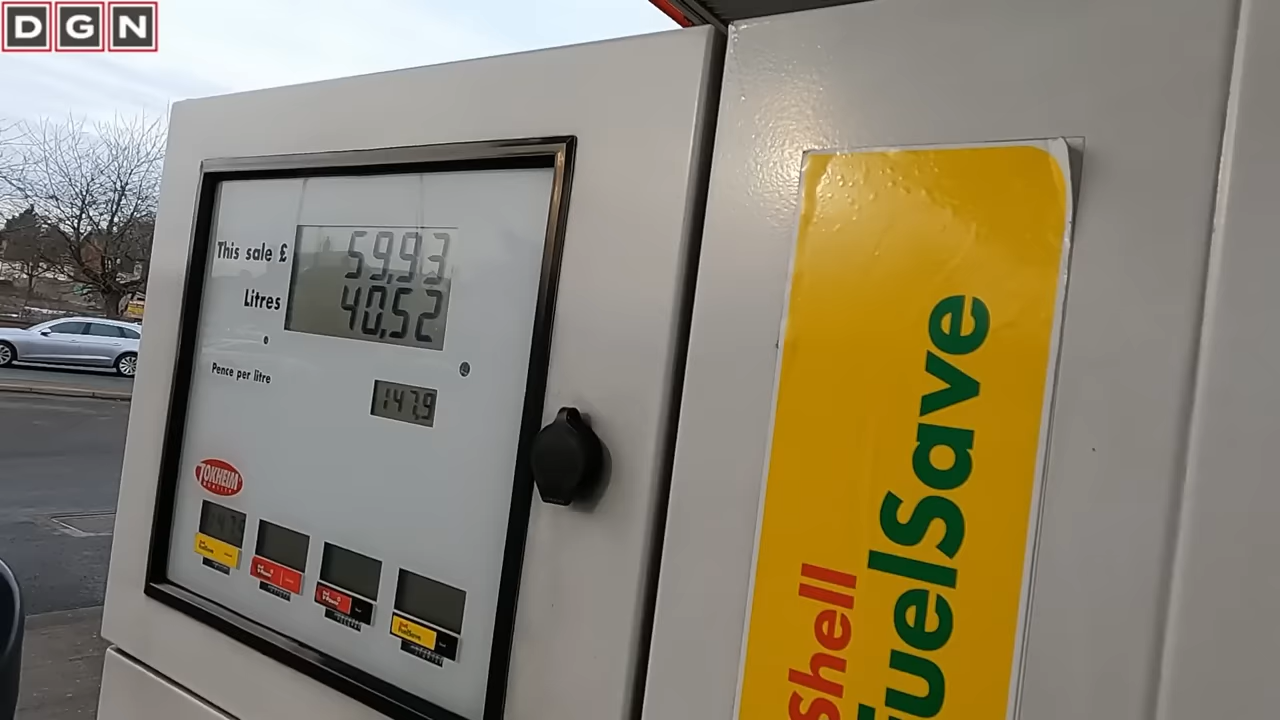 DGN
This sale £ 59.93
Litres 40.52
Pence per litre
147.9
TOKHEIM
Shell
FuelSave